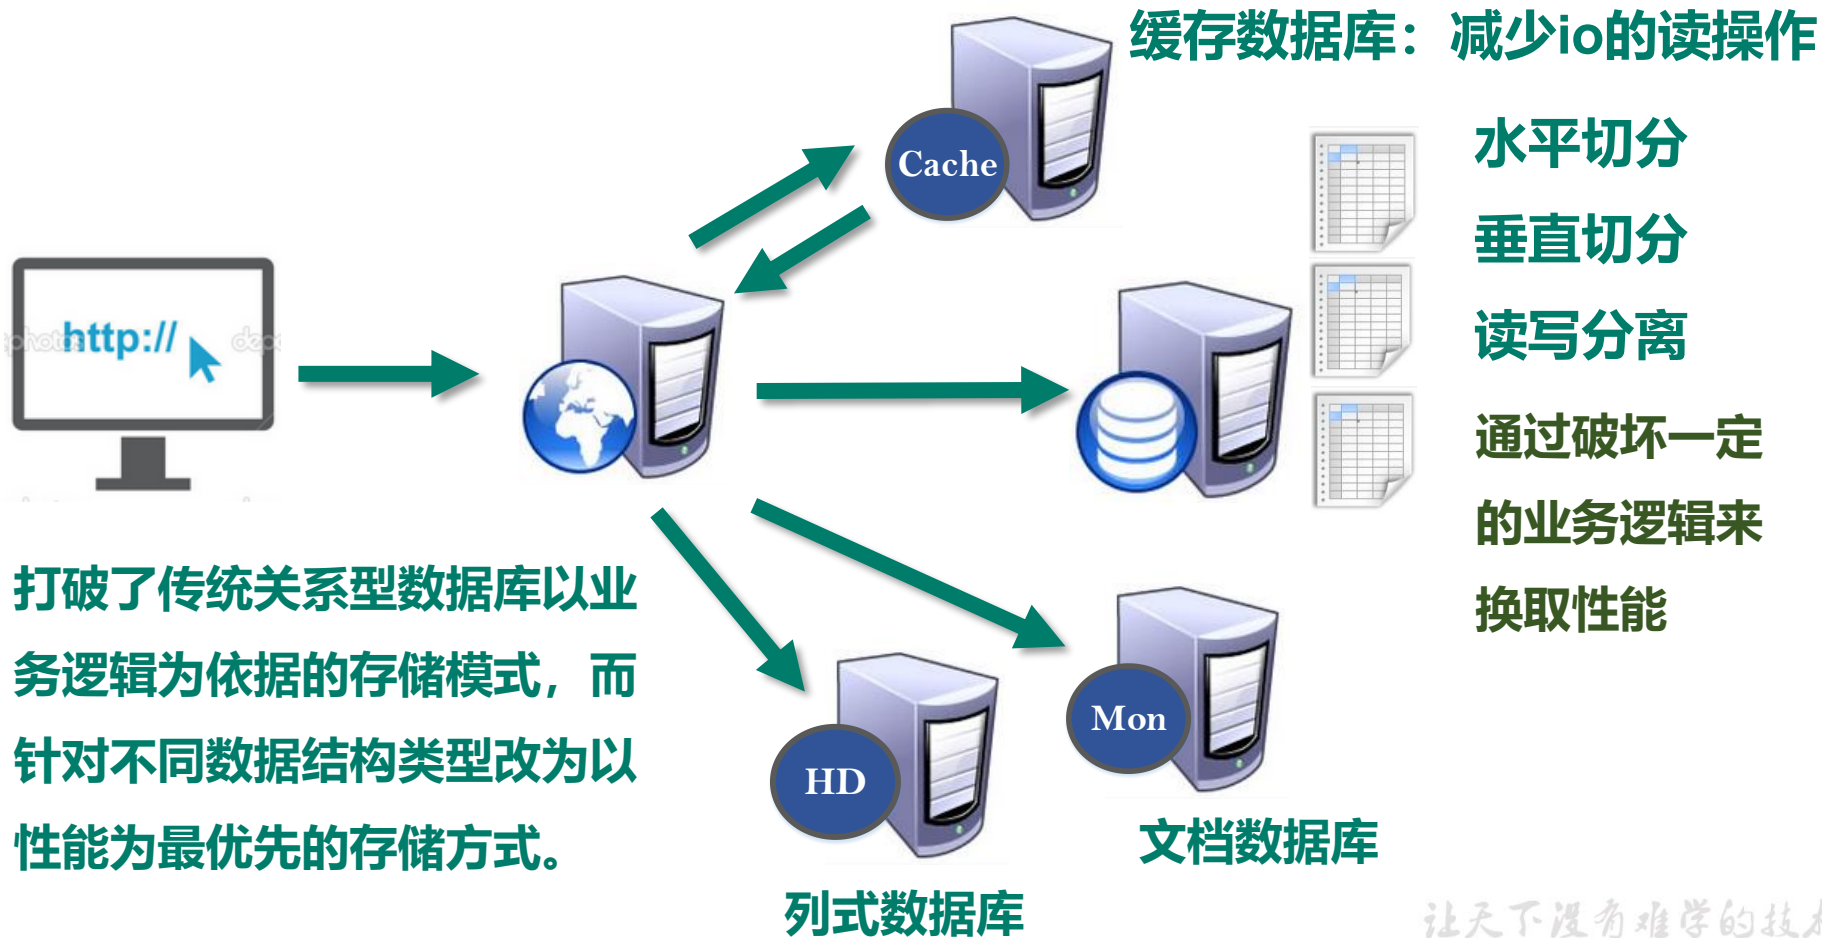 缓存数据库：减少io的读操作
Cache
水平切分
垂直切分
读写分离
通过破坏一定
的业务逻辑来
换取性能
http://
打破了传统关系型数据库以业
务逻辑为依据的存储模式，而
针对不同数据结构类型改为以
性能为最优先的存储方式。
Mon
HD
文档数据库
列式数据库
让天下没有难学的技术